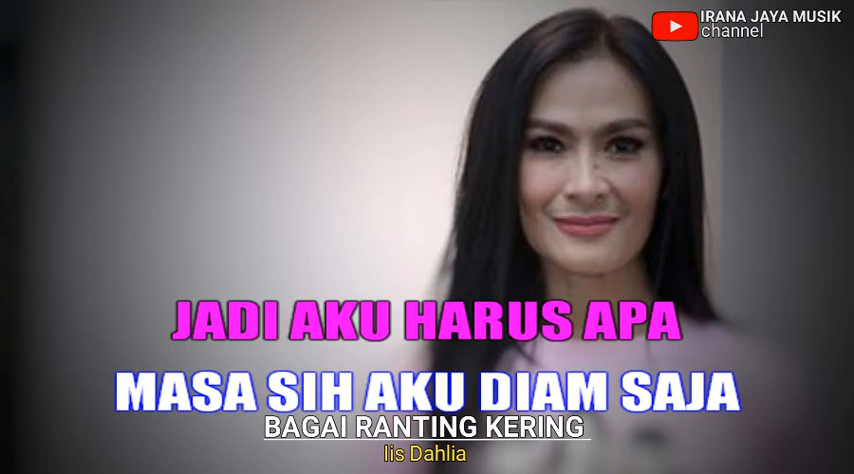 IRANA JAYA MUSIK
channel
JADI AKU HARUS APA
MASA SIH AKU DIAM SAJA
BAGAI RANTING KERING
Iis Dahlia